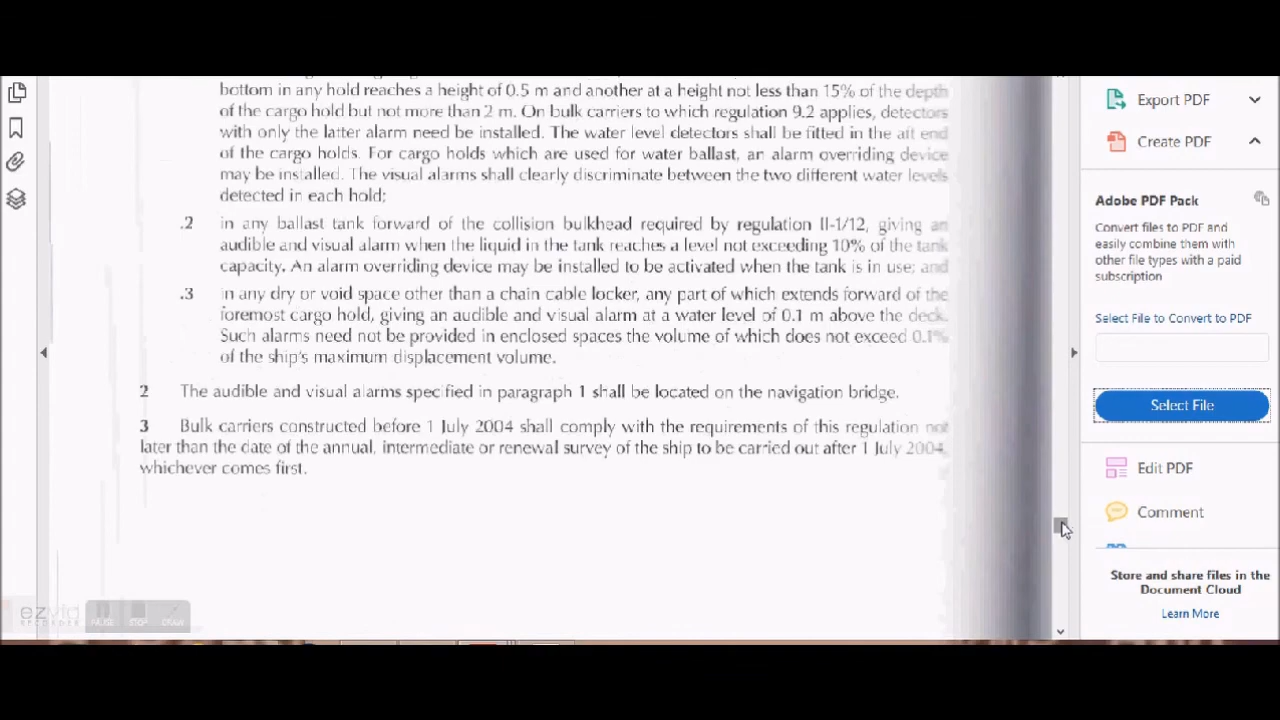 bottom in any hold reaches a height of 0.5 m and another at a height not less than 15% of the depth
of the cargo hold but not more than 2 m. On bulk carriers to which regulation 9.2 applies, detectors
with only the latter alarm need be installed. The water level detectors shall be fitted in the aft end
of the cargo holds. For cargo holds which are used for water ballast, an alarm overriding device
may be installed. The visual alarms shall clearly discriminate between the two different water levels
detected in each hold;
.2 in any ballast tank forward of the collision bulkhead required by regulation II-1/12, giving an
audible and visual alarm when the liquid in the tank reaches a level not exceeding 10% of the tank
capacity. An alarm overriding device may be installed to be activated when the tank is in use; and
.3 in any dry or void space other than a chain cable locker, any part of which extends forward of the
foremost cargo hold, giving an audible and visual alarm at a water level of 0.1 m above the deck.
Such alarms need not be provided in enclosed spaces the volume of which does not exceed 0.1%
of the ship's maximum displacement volume.
2 The audible and visual alarms specified in paragraph 1 shall be located on the navigation bridge.
3 Bulk carriers constructed before 1 July 2004 shall comply with the requirements of this regulation not
later than the date of the annual, intermediate or renewal survey of the ship to be carried out after 1 July 2004,
whichever comes first.
Export PDF
Create PDF
Adobe PDF Pack
Convert files to PDF and
easily combine them with
other file types with a paid
subscription
Select File to Convert to PDF
Select File
Edit PDF
Comment
Store and share files in the
Document Cloud
Learn More
ezvid
RECORDER
PAUSE STOP DRAW